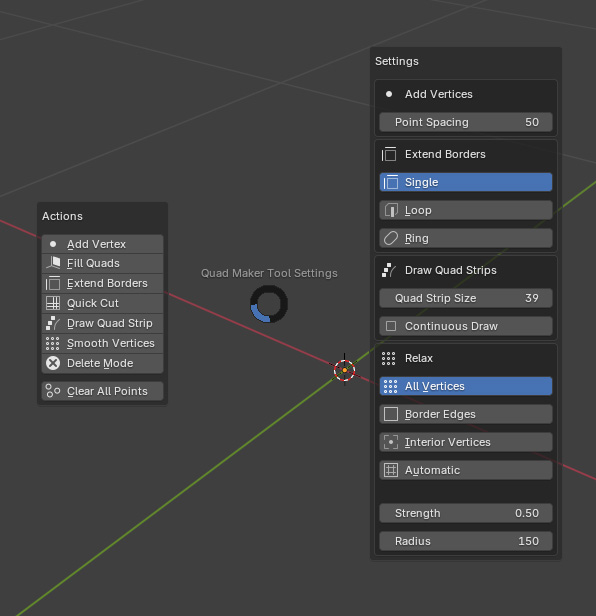 Settings
Add Vertices
Point Spacing 50
Extend Borders
Single
Loop
Ring
Draw Quad Strips
Quad Strip Size 39
Continuous Draw
Relax
All Vertices
Border Edges
Interior Vertices
Automatic
Strength 0.50
Radius 150
Actions
Add Vertex
Fill Quads
Extend Borders
Quick Cut
Draw Quad Strip
Smooth Vertices
Delete Mode
Clear All Points
Quad Maker Tool Settings